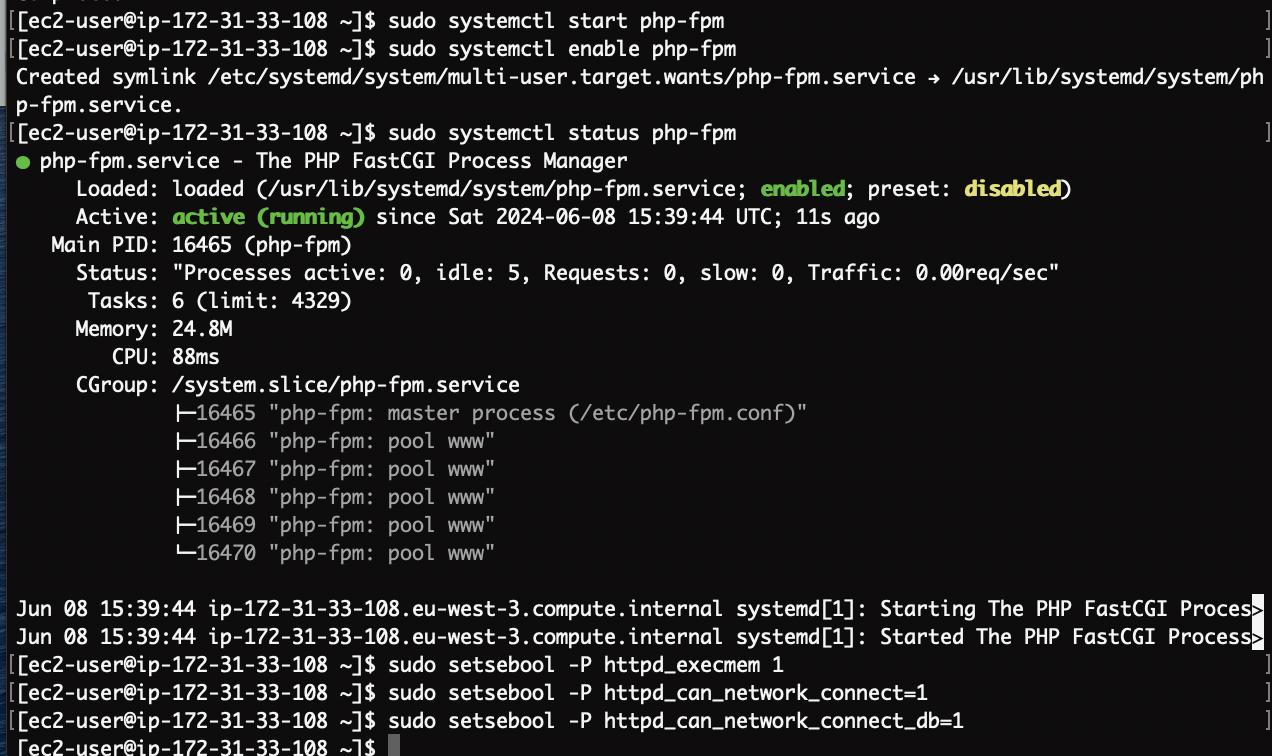 [[ec2-user@ip-172-31-33-108 ~]$ sudo systemctl start php-fpm ]
[[ec2-user@ip-172-31-33-108 ~]$ sudo systemctl enable php-fpm ]
Created symlink /etc/systemd/system/multi-user.target.wants/php-fpm.service → /usr/lib/systemd/system/ph
p-fpm.service.
[[ec2-user@ip-172-31-33-108 ~]$ sudo systemctl status php-fpm ]
● php-fpm.service - The PHP FastCGI Process Manager
Loaded: loaded (/usr/lib/systemd/system/php-fpm.service; enabled; preset: disabled)
Active: active (running) since Sat 2024-06-08 15:39:44 UTC; 11s ago
Main PID: 16465 (php-fpm)
Status: "Processes active: 0, idle: 5, Requests: 0, slow: 0, Traffic: 0.00req/sec"
Tasks: 6 (limit: 4329)
Memory: 24.8M
CPU: 88ms
CGroup: /system.slice/php-fpm.service
├─16465 "php-fpm: master process (/etc/php-fpm.conf)"
├─16466 "php-fpm: pool www"
├─16467 "php-fpm: pool www"
├─16468 "php-fpm: pool www"
├─16469 "php-fpm: pool www"
└─16470 "php-fpm: pool www"
Jun 08 15:39:44 ip-172-31-33-108.eu-west-3.compute.internal systemd[1]: Starting The PHP FastCGI Proces>
Jun 08 15:39:44 ip-172-31-33-108.eu-west-3.compute.internal systemd[1]: Started The PHP FastCGI Process>
[[ec2-user@ip-172-31-33-108 ~]$ sudo setsebool -P httpd_execmem 1 ]
[[ec2-user@ip-172-31-33-108 ~]$ sudo setsebool -P httpd_can_network_connect=1 ]
[[ec2-user@ip-172-31-33-108 ~]$ sudo setsebool -P httpd_can_network_connect_db=1 ]
[ec2-user@ip-172-31-33-108 ~]$